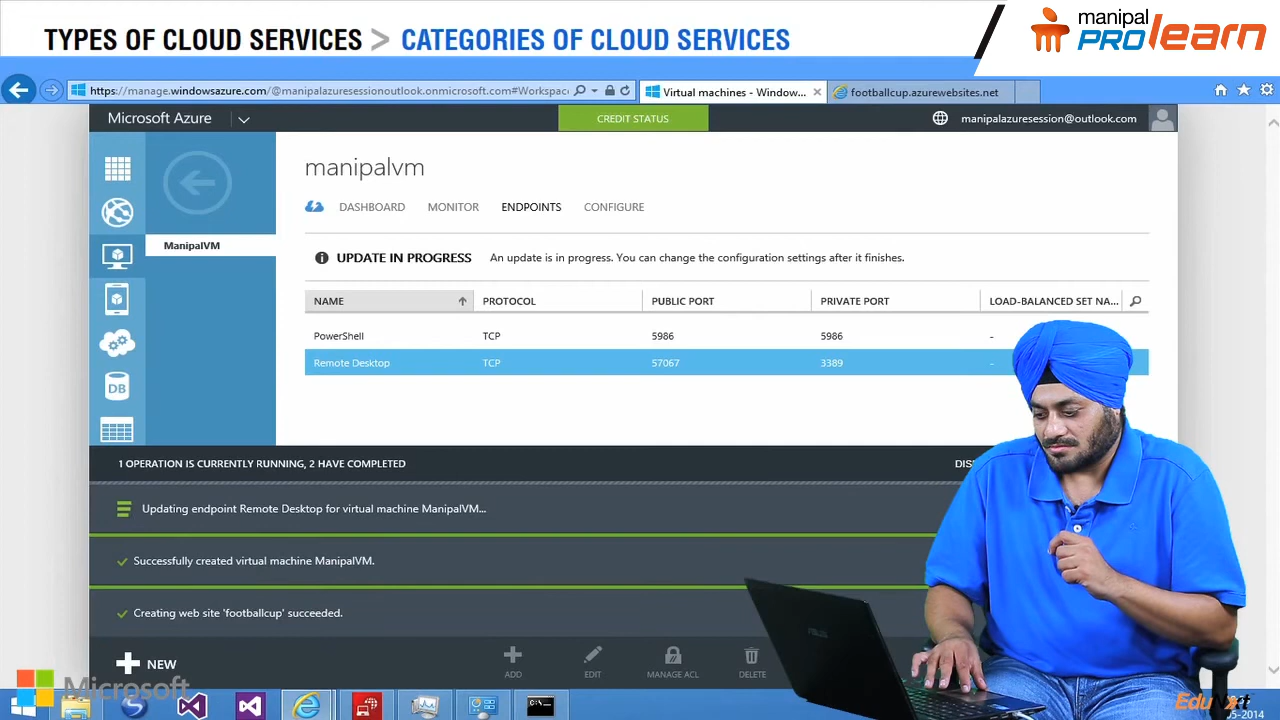 TYPES OF CLOUD SERVICES > CATEGORIES OF CLOUD SERVICES
manipal
PROlearn
https://manage.windowsazure.com/@manipalazuresessionoutlook.onmicrosoft.com#Workspace
Virtual machines - Window...
footballcup.azurewebsites.net
Microsoft Azure
CREDIT STATUS
manipalazuresession@outlook.com
manipalvm
DASHBOARD MONITOR ENDPOINTS CONFIGURE
ManipalVM
UPDATE IN PROGRESS An update is in progress. You can change the configuration settings after it finishes.
NAME PROTOCOL PUBLIC PORT PRIVATE PORT LOAD-BALANCED SET NA...
PowerShell TCP 5986 5986 -
Remote Desktop TCP 57067 3389 -
DB
1 OPERATION IS CURRENTLY RUNNING, 2 HAVE COMPLETED
Updating endpoint Remote Desktop for virtual machine ManipalVM...
Successfully created virtual machine ManipalVM.
Creating web site 'footballcup' succeeded.
NEW
ADD EDIT MANAGE ACL DELETE
Microsoft
ASUS